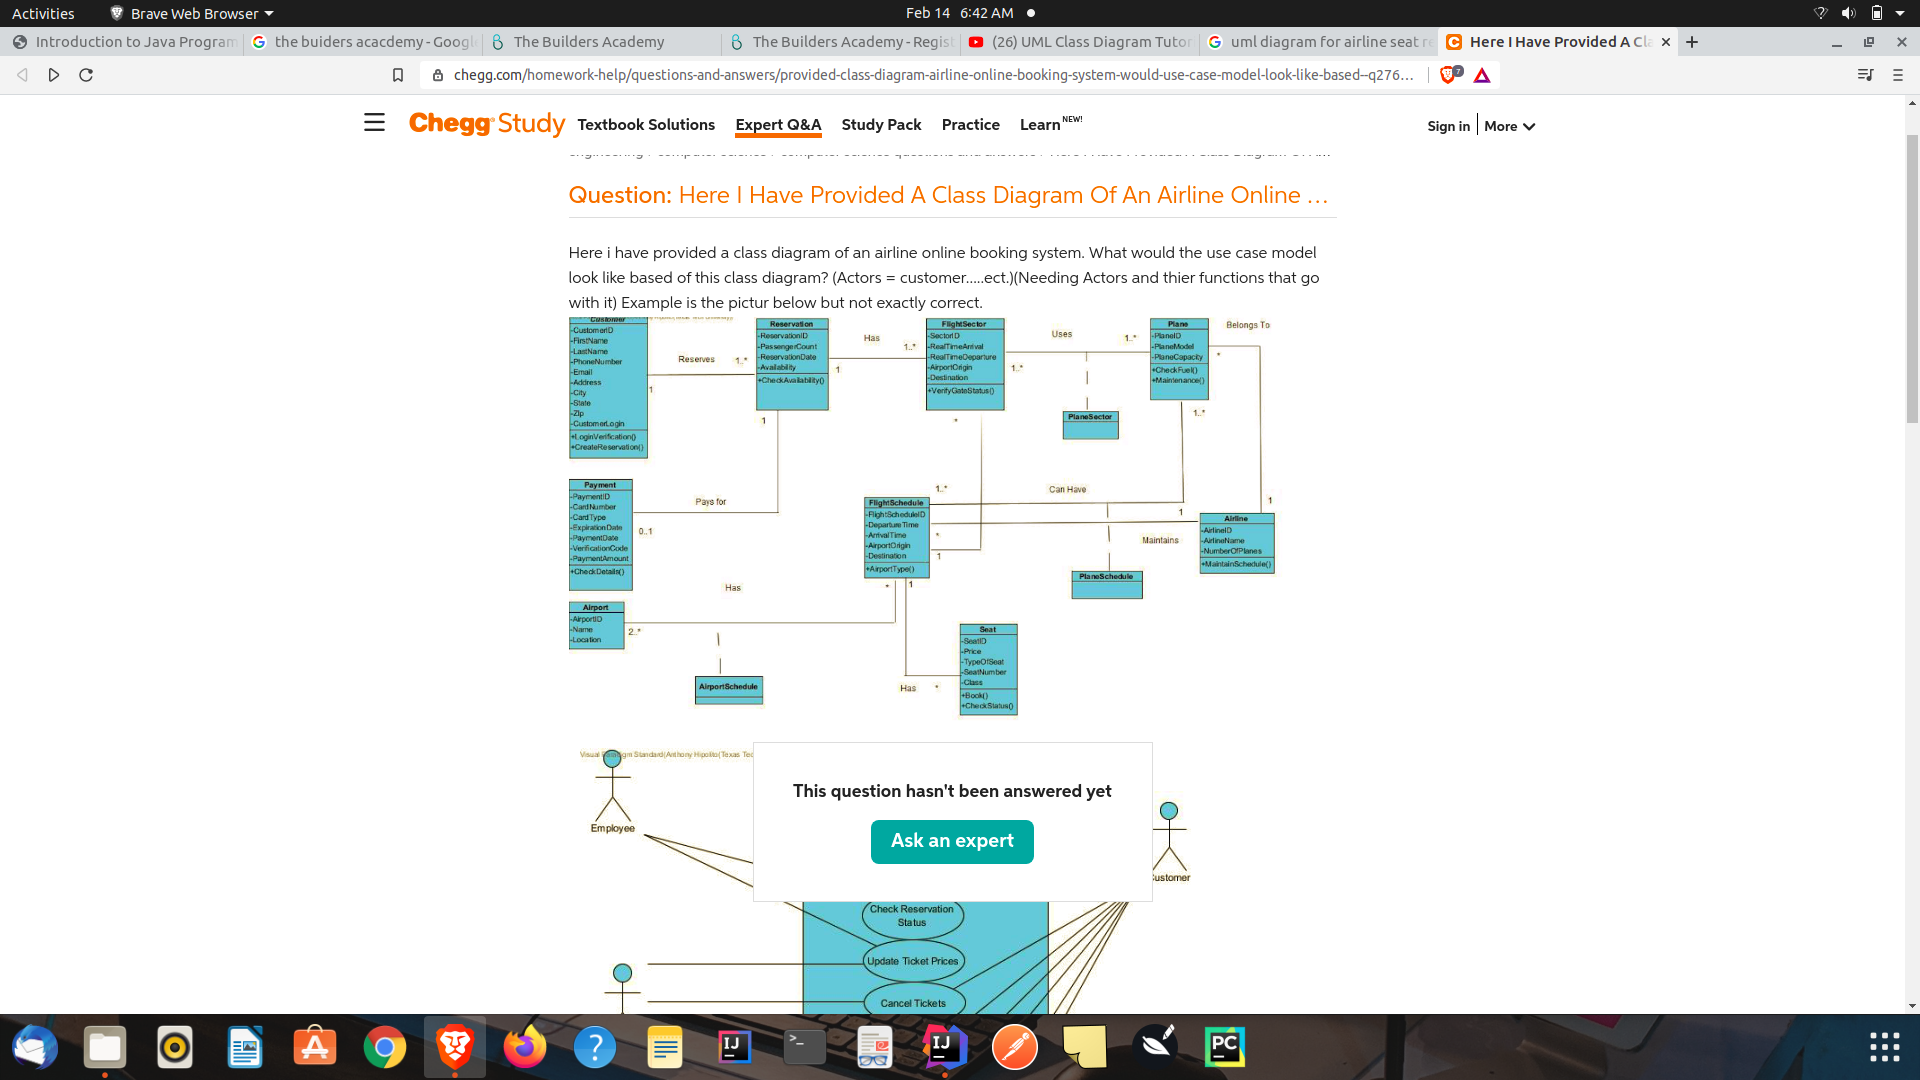 Activities
Brave Web Browser
Feb 14 6:42 AM
Introduction to Java Program
the buiders acacdemy - Googl
The Builders Academy
The Builders Academy - Regist
(26) UML Class Diagram Tutor
uml diagram for airline seat re
Here I Have Provided A Cla
chegg.com/homework-help/questions-and-answers/provided-class-diagram-airline-online-booking-system-would-use-case-model-look-like-based--q276...
7
Chegg Study
Textbook Solutions
Expert Q&A
Study Pack
Practice
Learn NEW!
Sign in
More
Question: Here I Have Provided A Class Diagram Of An Airline Online ...
Here i have provided a class diagram of an airline online booking system. What would the use case model
look like based of this class diagram? (Actors = customer.....ect.)(Needing Actors and thier functions that go
with it) Example is the pictur below but not exactly correct.
Customer
-CustomerID
-FirstName
-LastName
-PhoneNumber
-Email
-Address
-City
-State
-Zip
-CustomerLogin
+LoginVerification()
+CreateReservation()
Reserves
1..*
1
Reservation
-ReservationID
-PassengerCount
-ReservationDate
-Availability
+CheckAvailability()
Has
1..*
1
1
FlightSector
-SectorID
-RealTimeArrival
-RealTimeDeparture
-AirportOrigin
-Destination
+VerifyGateStatus()
Uses
1..*
1..*
*
PlaneSector
Plane
-PlaneID
-PlaneModel
-PlaneCapacity
+CheckFuel()
+Maintenance()
Belongs To
*
1..*
1
Payment
-PaymentID
-CardNumber
-CardType
-ExpirationDate
-PaymentDate
-VerificationCode
-PaymentAmount
+CheckDetails()
Pays for
0..1
FlightSchedule
-FlightScheduleID
-DepartureTime
-ArrivalTime
-AirportOrigin
-Destination
+AirportType()
1..*
Can Have
1
*
1
Maintains
PlaneSchedule
Airline
-AirlineID
-AirlineName
-NumberOfPlanes
+MaintainSchedule()
Has
*
1
Airport
-AirportID
-Name
-Location
2..*
AirportSchedule
Seat
-SeatID
-Price
-TypeOfSeat
-SeatNumber
-Class
+Book()
+CheckStatus()
Has
*
Visual Paradigm Standard(Anthony Hipolito(Texas Tec
Employee
This question hasn't been answered yet
Ask an expert
Customer
Check Reservation
Status
Update Ticket Prices
Cancel Tickets